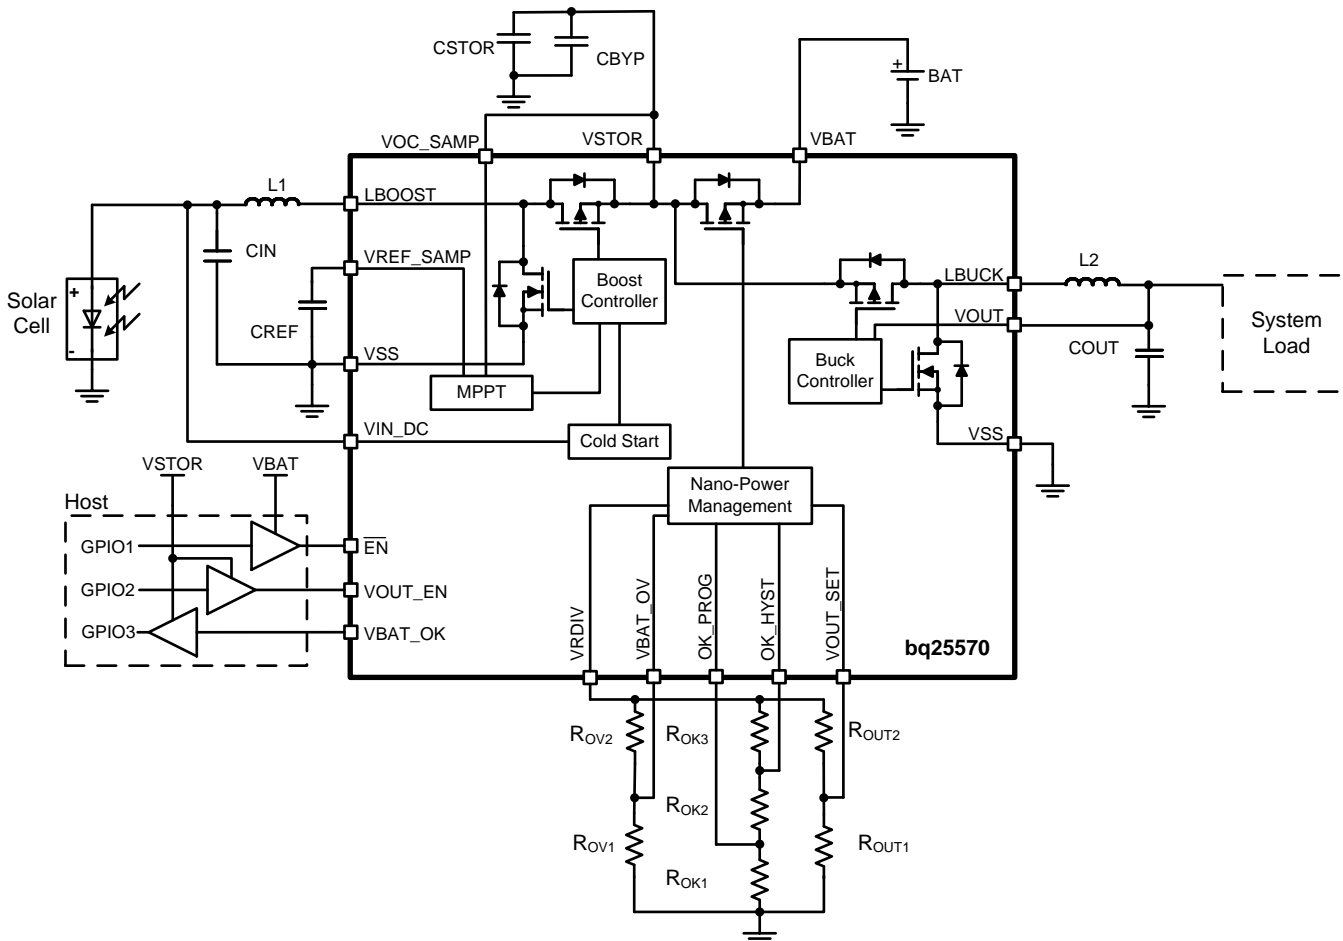 CSTOR
CBYP
+
BAT
VOC_SAMP
VSTOR
VBAT
L1
LBOOST
CIN
VREF_SAMP
Boost
Controller
LBUCK
L2
Solar
Cell
+
-
CREF
VOUT
System
Load
VSS
MPPT
Buck
Controller
COUT
VIN_DC
Cold Start
VSS
VSTOR
VBAT
Nano-Power
Management
Host
GPIO1
EN
GPIO2
VOUT_EN
GPIO3
VBAT_OK
VRDIV
VBAT_OV
OK_PROG
OK_HYST
VOUT_SET
bq25570
ROV2
ROK3
ROUT2
ROK2
ROV1
ROUT1
ROK1